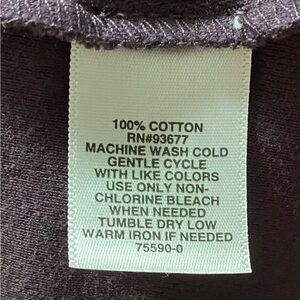 100% COTTON
RN#93677
MACHINE WASH COLD
GENTLE CYCLE
WITH LIKE COLORS
USE ONLY NON-
CHLORINE BLEACH
WHEN NEEDED
TUMBLE DRY LOW
WARM IRON IF NEEDED
75590-0